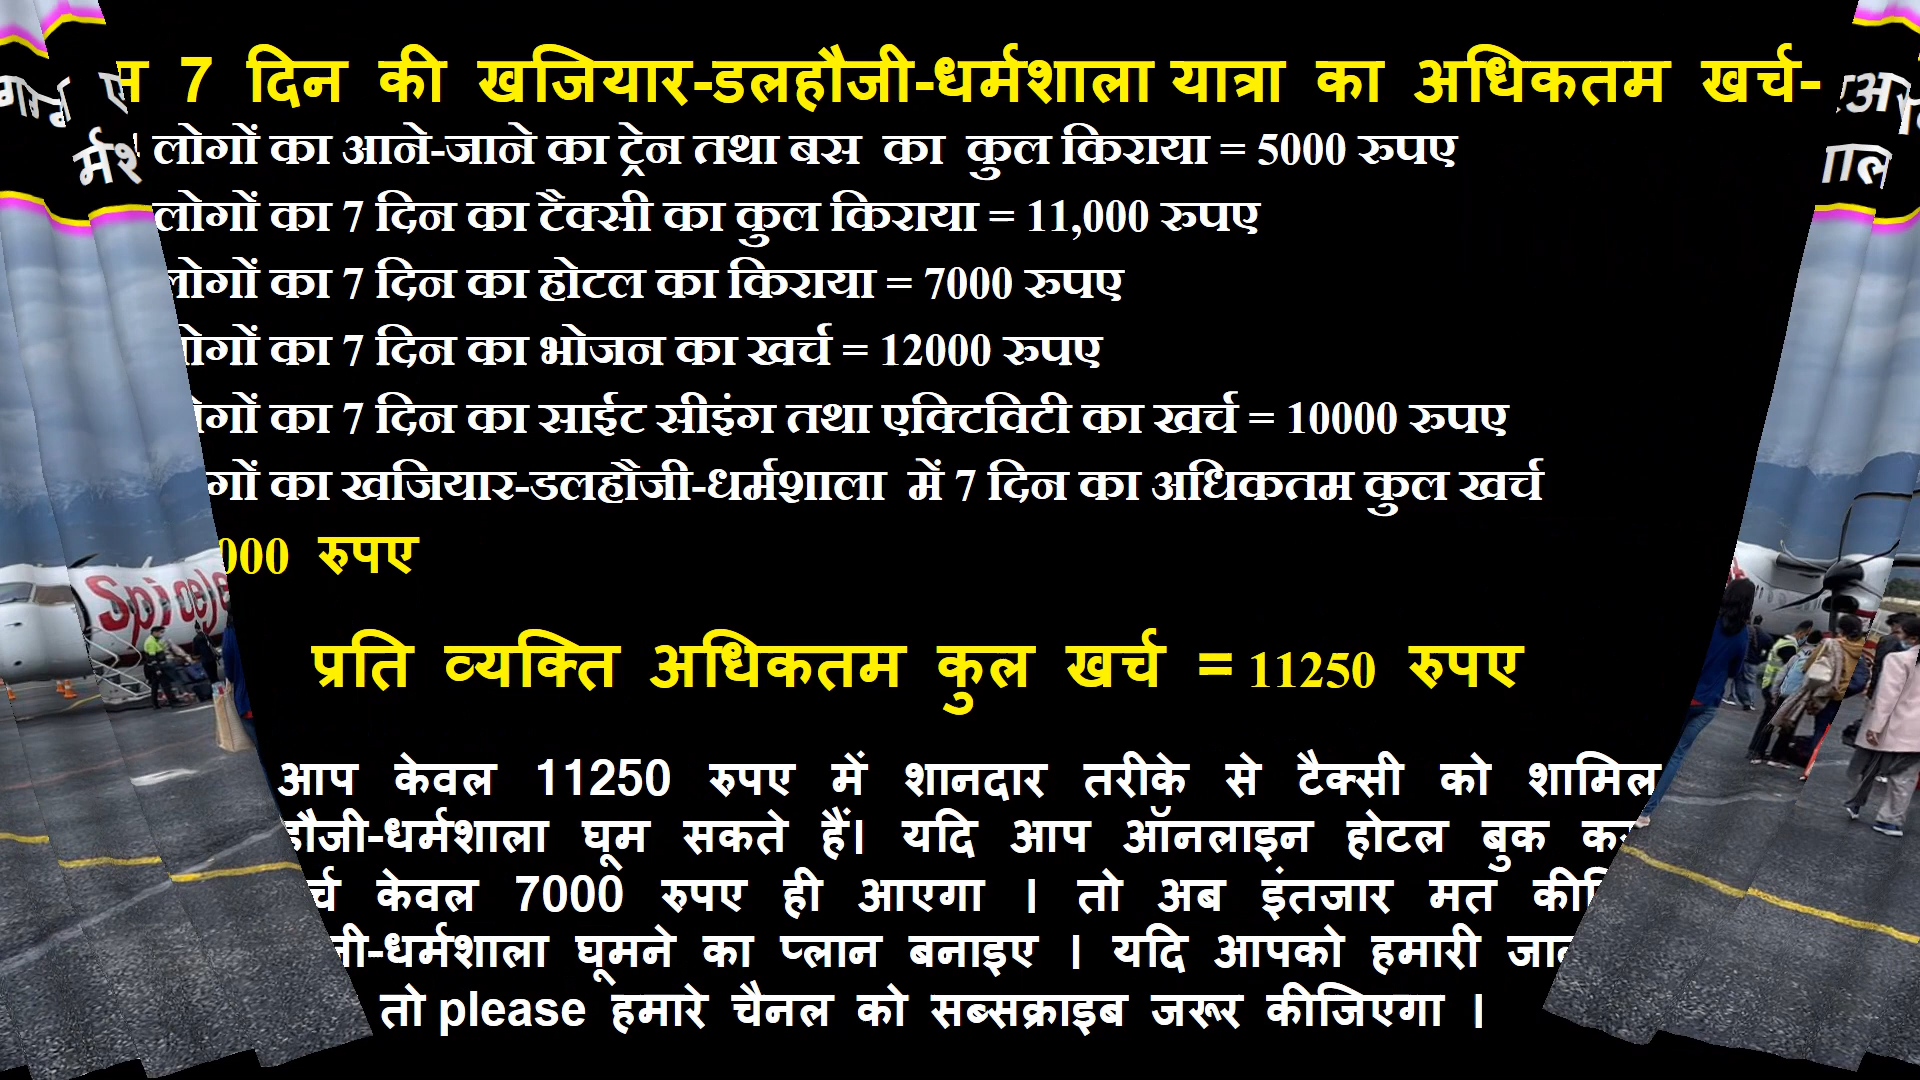 7 दिन की खजियार-डलहौजी-धर्मशाला यात्रा का अधिकतम खर्च-
लोगों का आने-जाने का ट्रेन तथा बस का कुल किराया = 5000 रुपए
लोगों का 7 दिन का टैक्सी का कुल किराया = 11,000 रुपए
लोगों का 7 दिन का होटल का किराया = 7000 रुपए
का 7 दिन का भोजन का खर्च = 12000 रुपए
का 7 दिन का साईट सीइंग तथा एक्टिविटी का खर्च = 10000 रुपए
का खजियार-डलहौजी-धर्मशाला में 7 दिन का अधिकतम कुल खर्च
रुपए
प्रति व्यक्ति अधिकतम कुल खर्च = 11250 रुपए
आप केवल 11250 रुपए में शानदार तरीके से टैक्सी को शामिल
धर्मशाला घूम सकते हैं। यदि आप ऑनलाइन होटल बुक
केवल 7000 रुपए ही आएगा । तो अब इंतजार मत
धर्मशाला घूमने का प्लान बनाइए । यदि आपको हमारी
तो please हमारे चैनल को सब्सक्राइब जरूर कीजिएगा ।